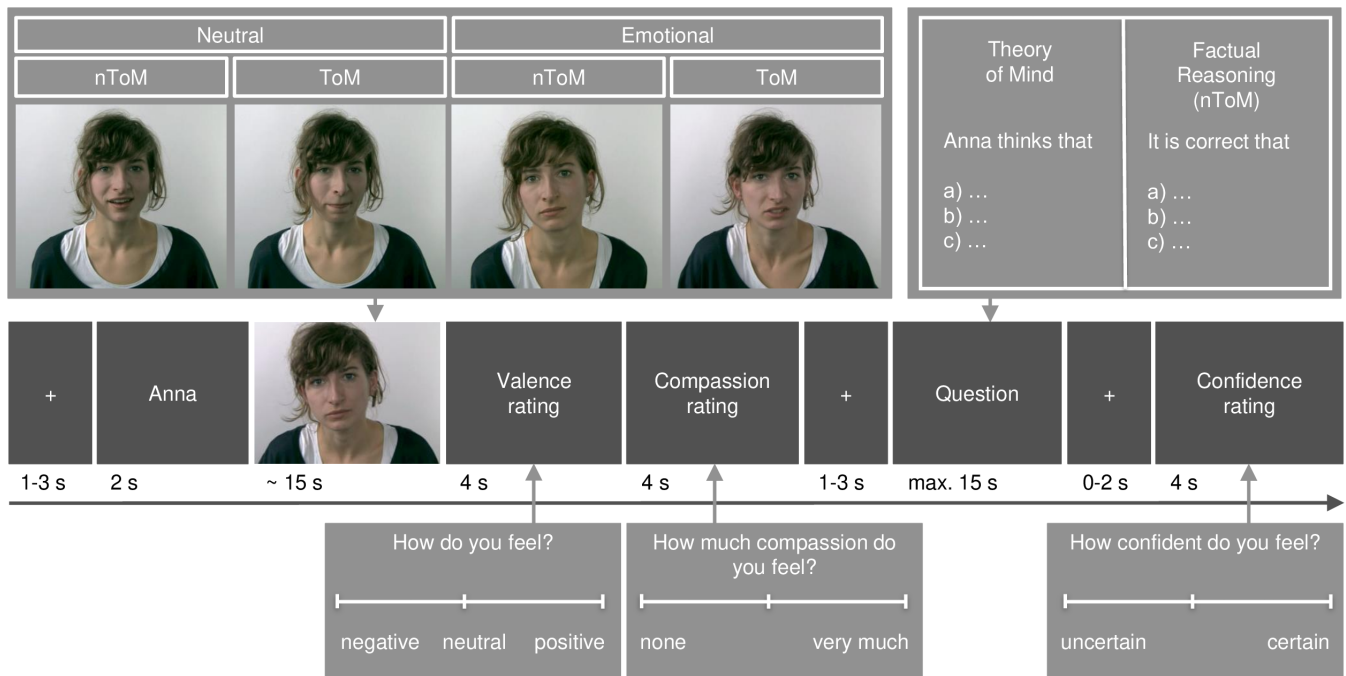 Neutral
Emotional
nToM
ToM
nToM
ToM
Theory
of Mind
Anna thinks that
a) …
b) …
c) …
Factual
Reasoning
(nToM)
It is correct that
a) …
b) …
c) …
+
Anna
Valence
rating
Compassion
rating
+
Question
+
Confidence
rating
1-3 s
2 s
~ 15 s
4 s
4 s
1-3 s
max. 15 s
0-2 s
4 s
How do you feel?
negative
neutral
positive
How much compassion do
you feel?
none
very much
How confident do you feel?
uncertain
certain